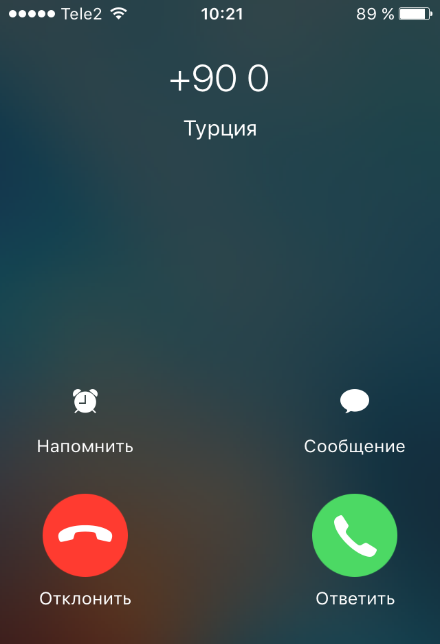 Tele2 10:21 89 %
+90 0
Турция
Напомнить Сообщение
Отклонить Ответить